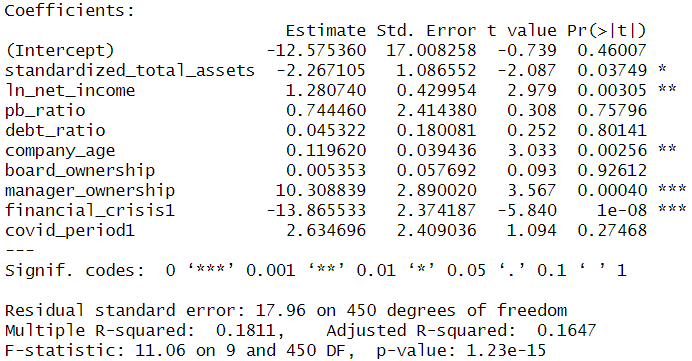 Coefficients:
Estimate Std. Error t value Pr(>|t|)
(Intercept) -12.575360 17.008258 -0.739 0.46007
standardized_total_assets -2.267105 1.086552 -2.087 0.03749 *
ln_net_income 1.280740 0.429954 2.979 0.00305 **
pb_ratio 0.744460 2.414380 0.308 0.75796
debt_ratio 0.045322 0.180081 0.252 0.80141
company_age 0.119620 0.039436 3.033 0.00256 **
board_ownership 0.005353 0.057692 0.093 0.92612
manager_ownership 10.308839 2.890020 3.567 0.00040 ***
financial_crisis1 -13.865533 2.374187 -5.840 1e-08 ***
covid_period1 2.634696 2.409036 1.094 0.27468
---
Signif. codes: 0 ‘***’ 0.001 ‘**’ 0.01 ‘*’ 0.05 ‘.’ 0.1 ‘ ’ 1
Residual standard error: 17.96 on 450 degrees of freedom
Multiple R-squared: 0.1811, Adjusted R-squared: 0.1647
F-statistic: 11.06 on 9 and 450 DF, p-value: 1.23e-15